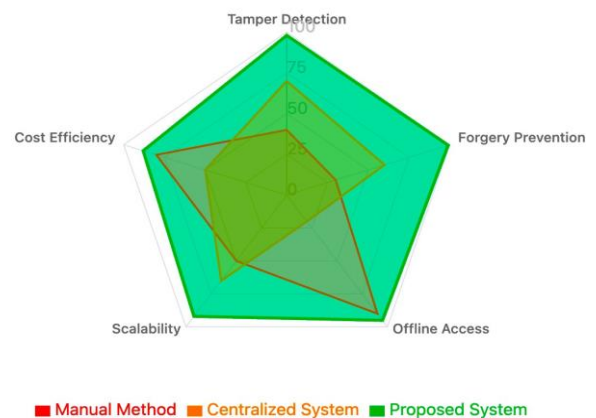 Tamper Detection
100
75
Cost Efficiency
Forgery Prevention
50
25
0
Scalability
Offline Access
Manual Method Centralized System Proposed System